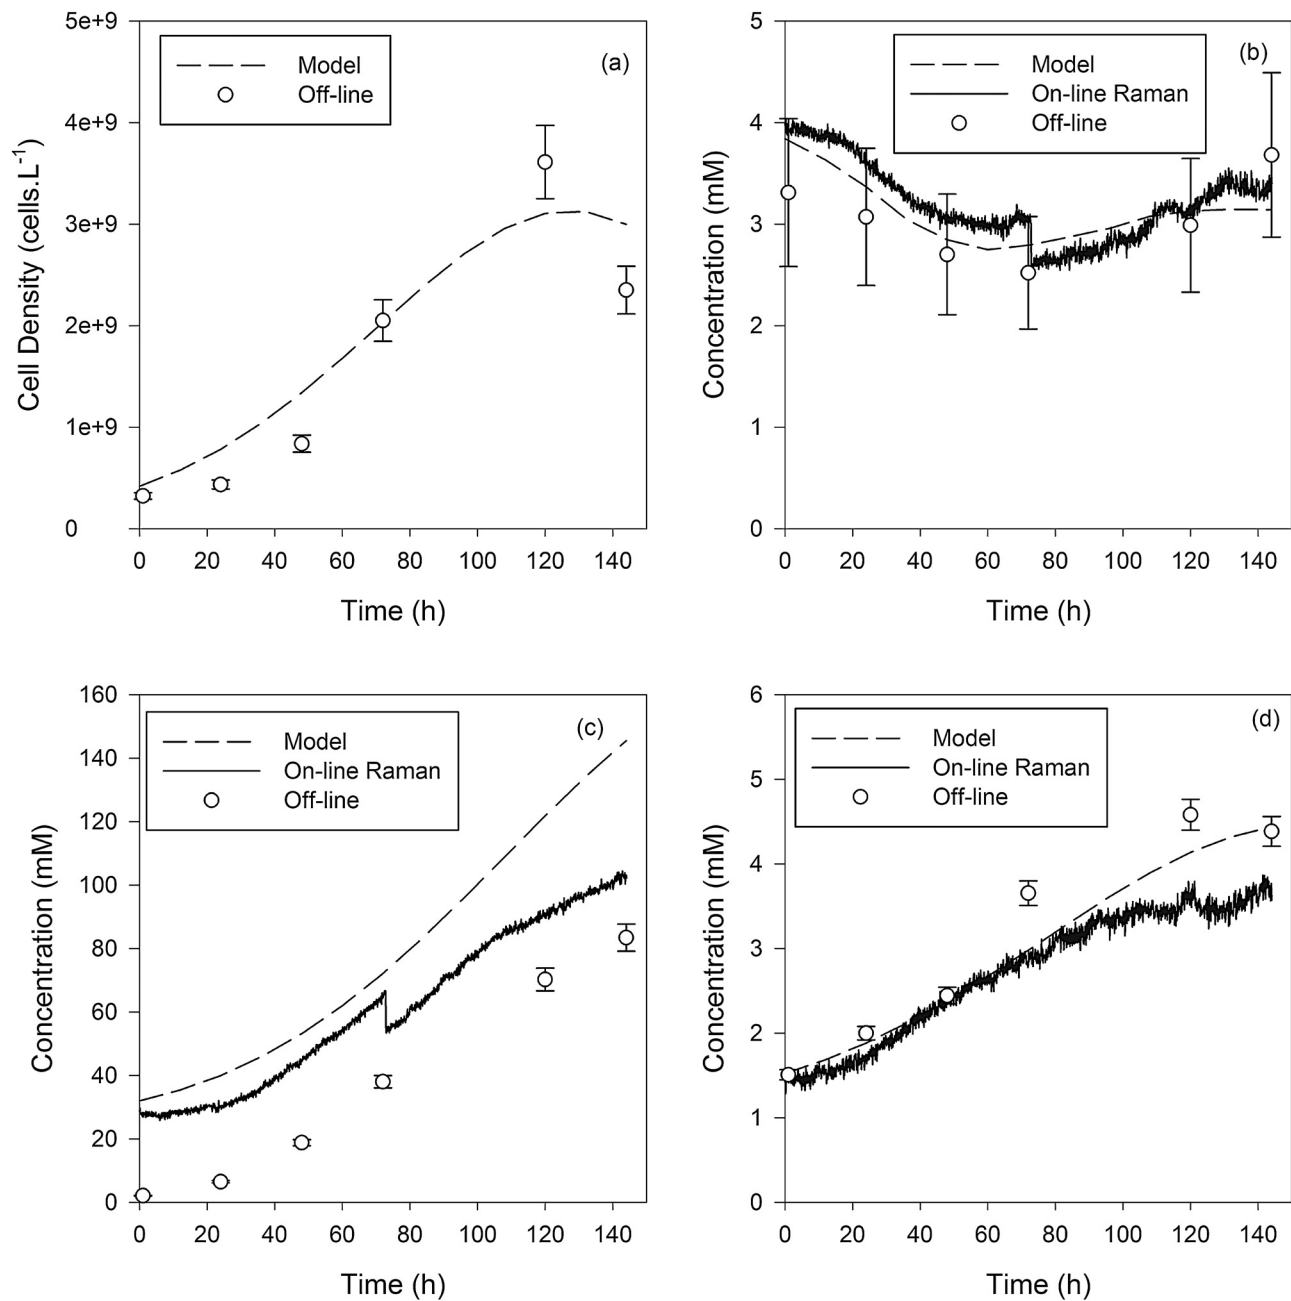 (a)
Model
Off-line
5e+9
4e+9
3e+9
2e+9
1e+9
0
Cell Density (cells.L-1)
0 20 40 60 80 100 120 140
Time (h)
(b)
Model
On-line Raman
Off-line
5
4
3
2
1
0
Concentration (mM)
0 20 40 60 80 100 120 140
Time (h)
(c)
Model
On-line Raman
Off-line
160
140
120
100
80
60
40
20
0
Concentration (mM)
0 20 40 60 80 100 120 140
Time (h)
(d)
Model
On-line Raman
Off-line
6
5
4
3
2
1
0
Concentration (mM)
0 20 40 60 80 100 120 140
Time (h)